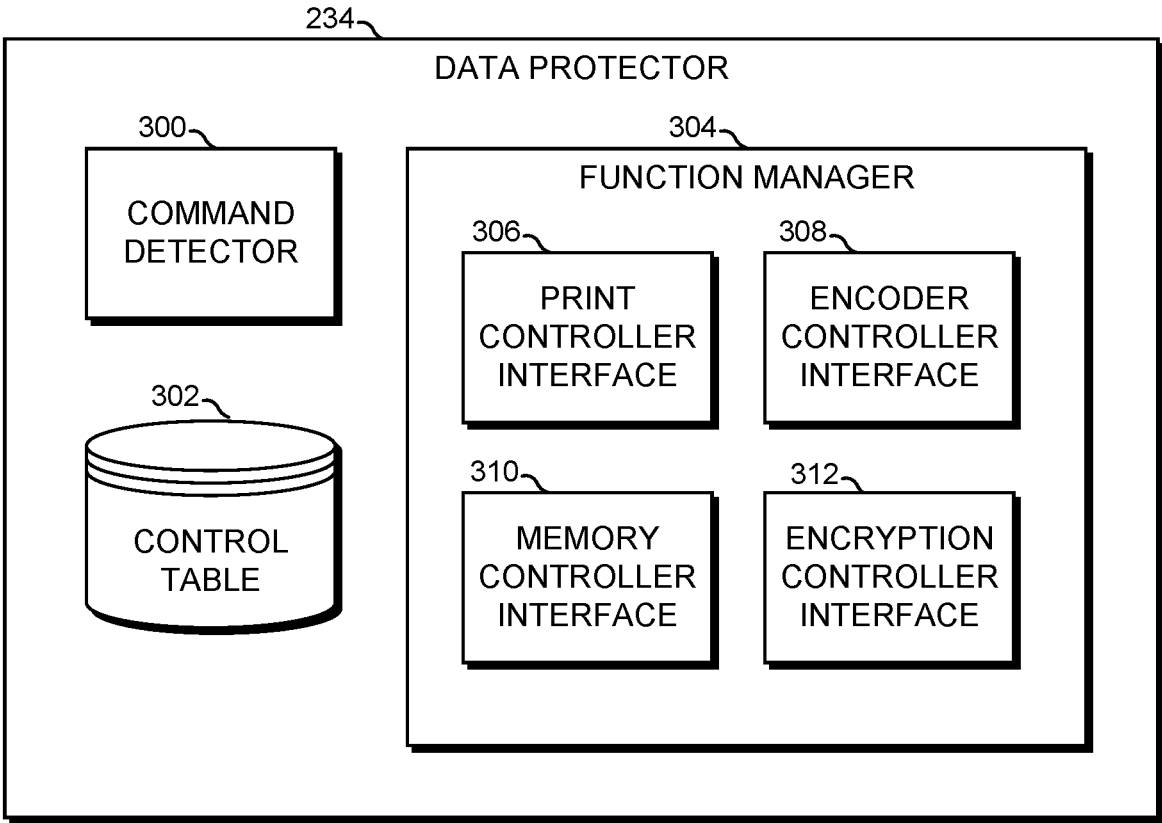 234
DATA PROTECTOR
300
COMMAND
DETECTOR
302
CONTROL
TABLE
304
FUNCTION MANAGER
306
PRINT
CONTROLLER
INTERFACE
308
ENCODER
CONTROLLER
INTERFACE
310
MEMORY
CONTROLLER
INTERFACE
312
ENCRYPTION
CONTROLLER
INTERFACE